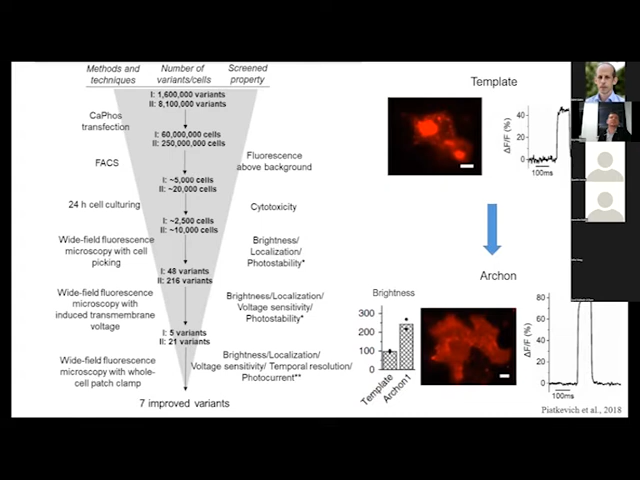 Methods and techniques
Number of variants/cells
Screened property
I: 1,600,000 variants
II: 8,100,000 variants
CaPhos transfection
I: 60,000,000 cells
II: 250,000,000 cells
FACS
Fluorescence above background
I: ~5,000 cells
II: ~20,000 cells
24 h cell culturing
Cytotoxicity
I: ~2,500 cells
II: ~10,000 cells
Wide-field fluorescence
microscopy with cell
picking
Brightness/
Localization/
Photostability*
I: 48 variants
II: 216 variants
Wide-field fluorescence
microscopy with
induced transmembrane
voltage
Brightness/Localization/
Voltage sensitivity/
Photostability*
I: 5 variants
II: 21 variants
Wide-field fluorescence
microscopy with whole-
cell patch clamp
Brightness/Localization/
Voltage sensitivity/ Temporal resolution/
Photocurrent**
7 improved variants
Template
ΔF/F (%)
40
20
0
100ms
Archon
Brightness
300
200
100
0
Template
Archon1
ΔF/F (%)
80
60
40
20
0
100ms
Piatkevich et al., 2018